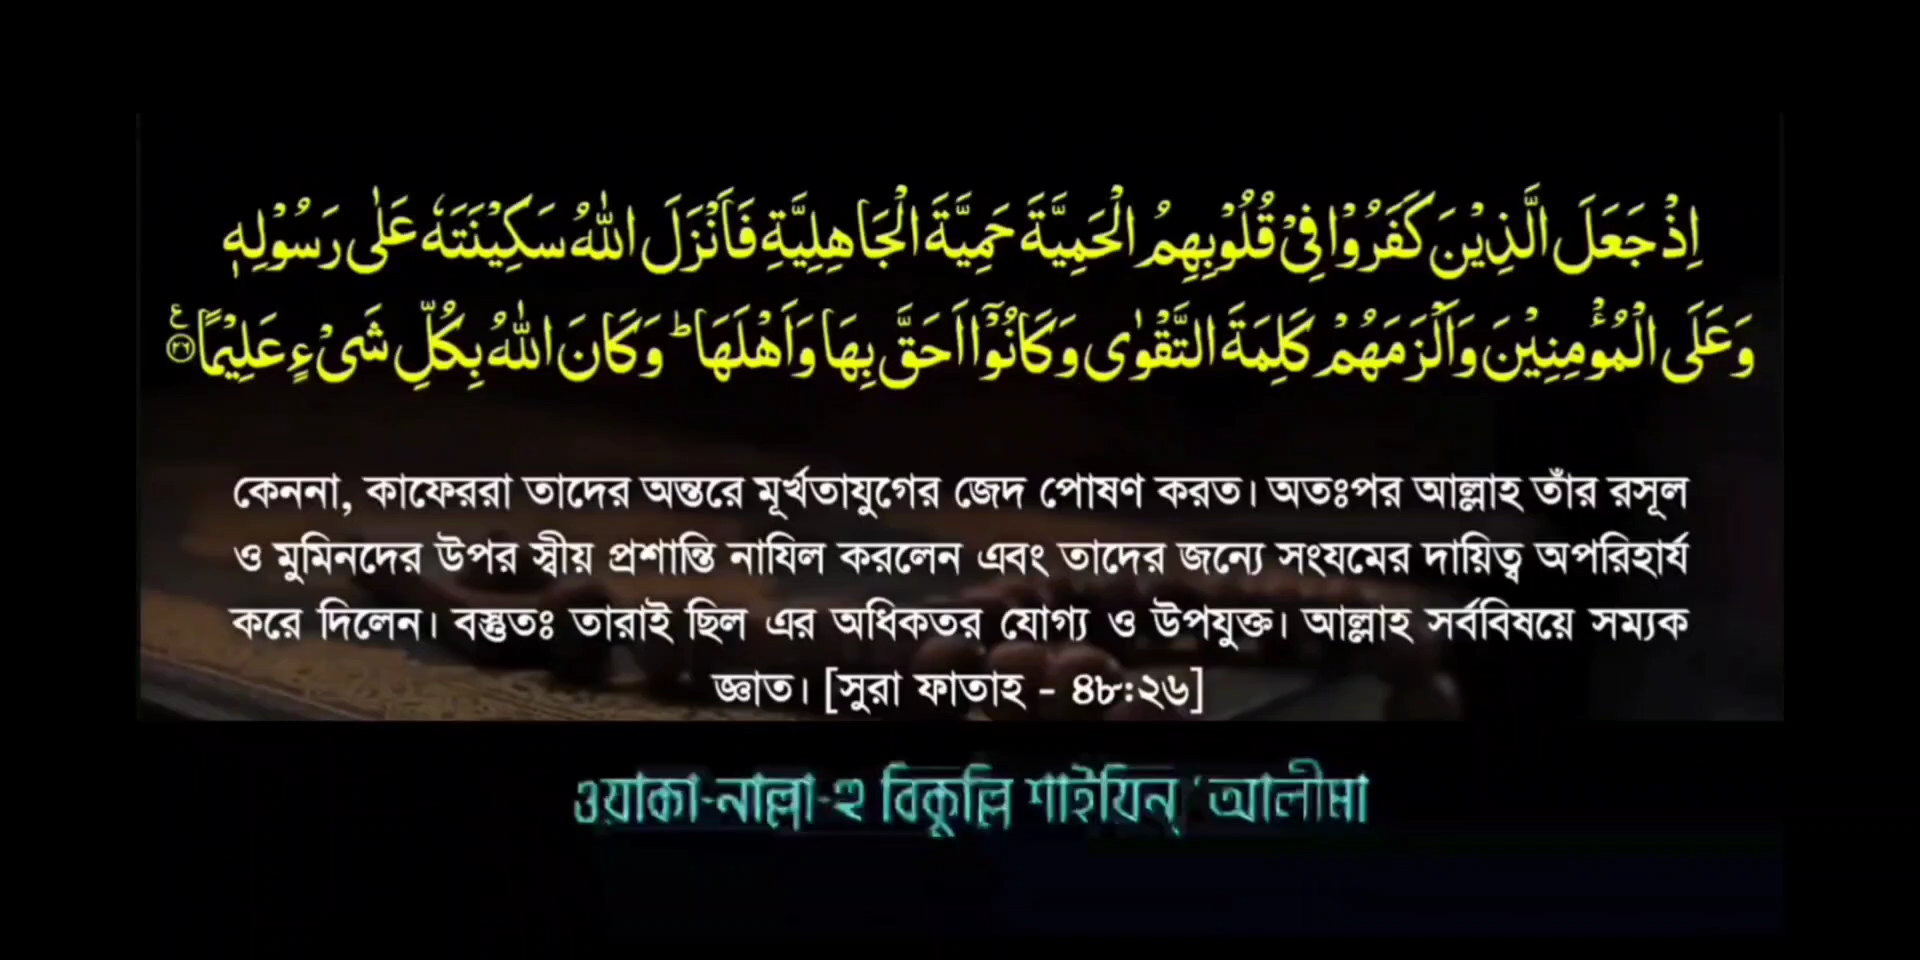 اِذْ جَعَلَ الَّذِيْنَ كَفَرُوْا فِيْ قُلُوْبِهِمُ الْحَمِيَّةَ حَمِيَّةَ الْجَاهِلِيَّةِ فَاَنْزَلَ اللّٰهُ سَكِيْنَتَهٗ عَلٰى رَسُوْلِهٖ
وَعَلَى الْمُؤْمِنِيْنَ وَاَلْزَمَهُمْ كَلِمَةَ التَّقْوٰى وَكَانُوْٓا اَحَقَّ بِهَا وَاَهْلَهَا ؕ وَكَانَ اللّٰهُ بِكُلِّ شَيْءٍ عَلِيْمًا ۟ع ۲۶
কেননা, কাফেররা তাদের অন্তরে মূর্খতাযুগের জেদ পোষণ করত। অতঃপর আল্লাহ তাঁর রসূল
ও মুমিনদের উপর স্বীয় প্রশান্তি নাযিল করলেন এবং তাদের জন্যে সংযমের দায়িত্ব অপরিহার্য
করে দিলেন। বস্তুতঃ তারাই ছিল এর অধিকতর যোগ্য ও উপযুক্ত। আল্লাহ সর্ববিষয়ে সম্যক
জ্ঞাত। [সুরা ফাতাহ - ৪৮:২৬]
ওয়াকা-নাল্লা-হু বিকুল্লি শাইয়িন্ ‘আলীমা